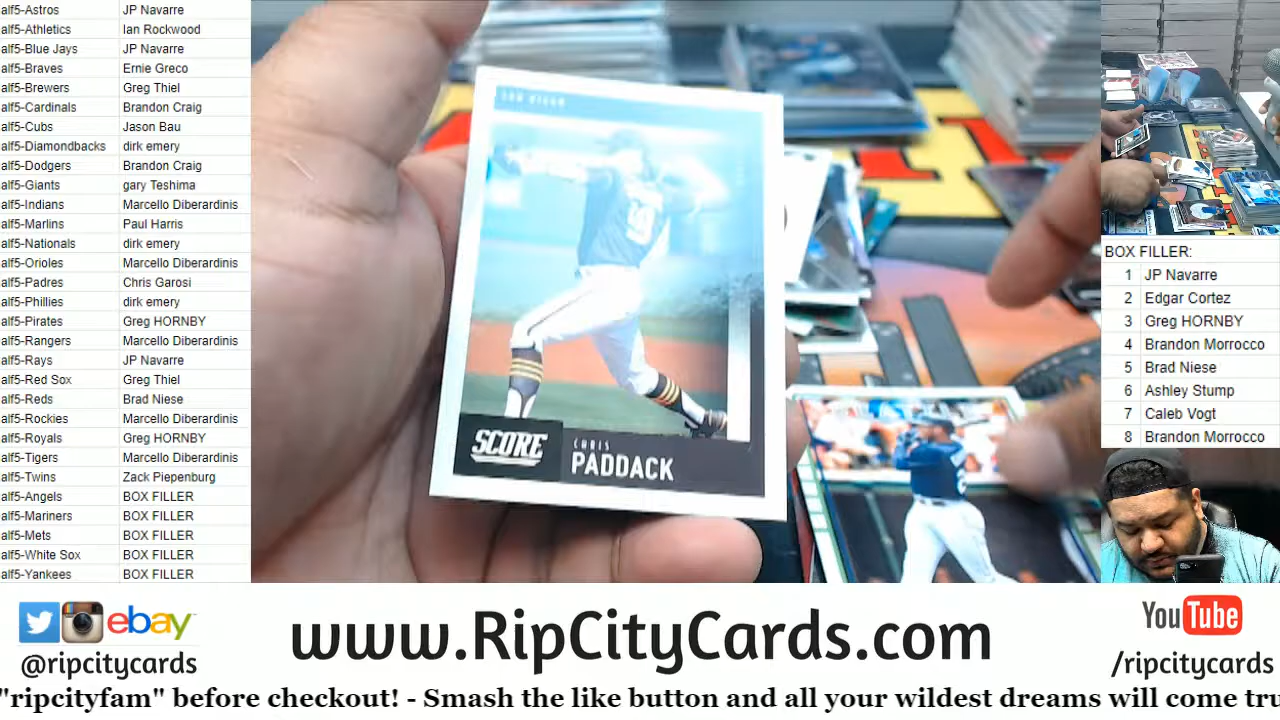 alf5-Astros JP Navarre
alf5-Athletics Ian Rockwood
alf5-Blue Jays JP Navarre
alf5-Braves Ernie Greco
alf5-Brewers Greg Thiel
alf5-Cardinals Brandon Craig
alf5-Cubs Jason Bau
alf5-Diamondbacks dirk emery
alf5-Dodgers Brandon Craig
alf5-Giants gary Teshima
alf5-Indians Marcello Diberardinis
alf5-Marlins Paul Harris
alf5-Nationals dirk emery
alf5-Orioles Marcello Diberardinis
alf5-Padres Chris Garosi
alf5-Phillies dirk emery
alf5-Pirates Greg HORNBY
alf5-Rangers Marcello Diberardinis
alf5-Rays JP Navarre
alf5-Red Sox Greg Thiel
alf5-Reds Brad Niese
alf5-Rockies Marcello Diberardinis
alf5-Royals Greg HORNBY
alf5-Tigers Marcello Diberardinis
alf5-Twins Zack Piepenburg
alf5-Angels BOX FILLER
alf5-Mariners BOX FILLER
alf5-Mets BOX FILLER
alf5-White Sox BOX FILLER
alf5-Yankees BOX FILLER
SAN DIEGO
SCORE
CHRIS
PADDACK
BOX FILLER:
1 JP Navarre
2 Edgar Cortez
3 Greg HORNBY
4 Brandon Morrocco
5 Brad Niese
6 Ashley Stump
7 Caleb Vogt
8 Brandon Morrocco
ebay
@ripcitycards
www.RipCityCards.com
YouTube
/ripcitycards
"ripcityfam" before checkout! - Smash the like button and all your wildest dreams will come tru